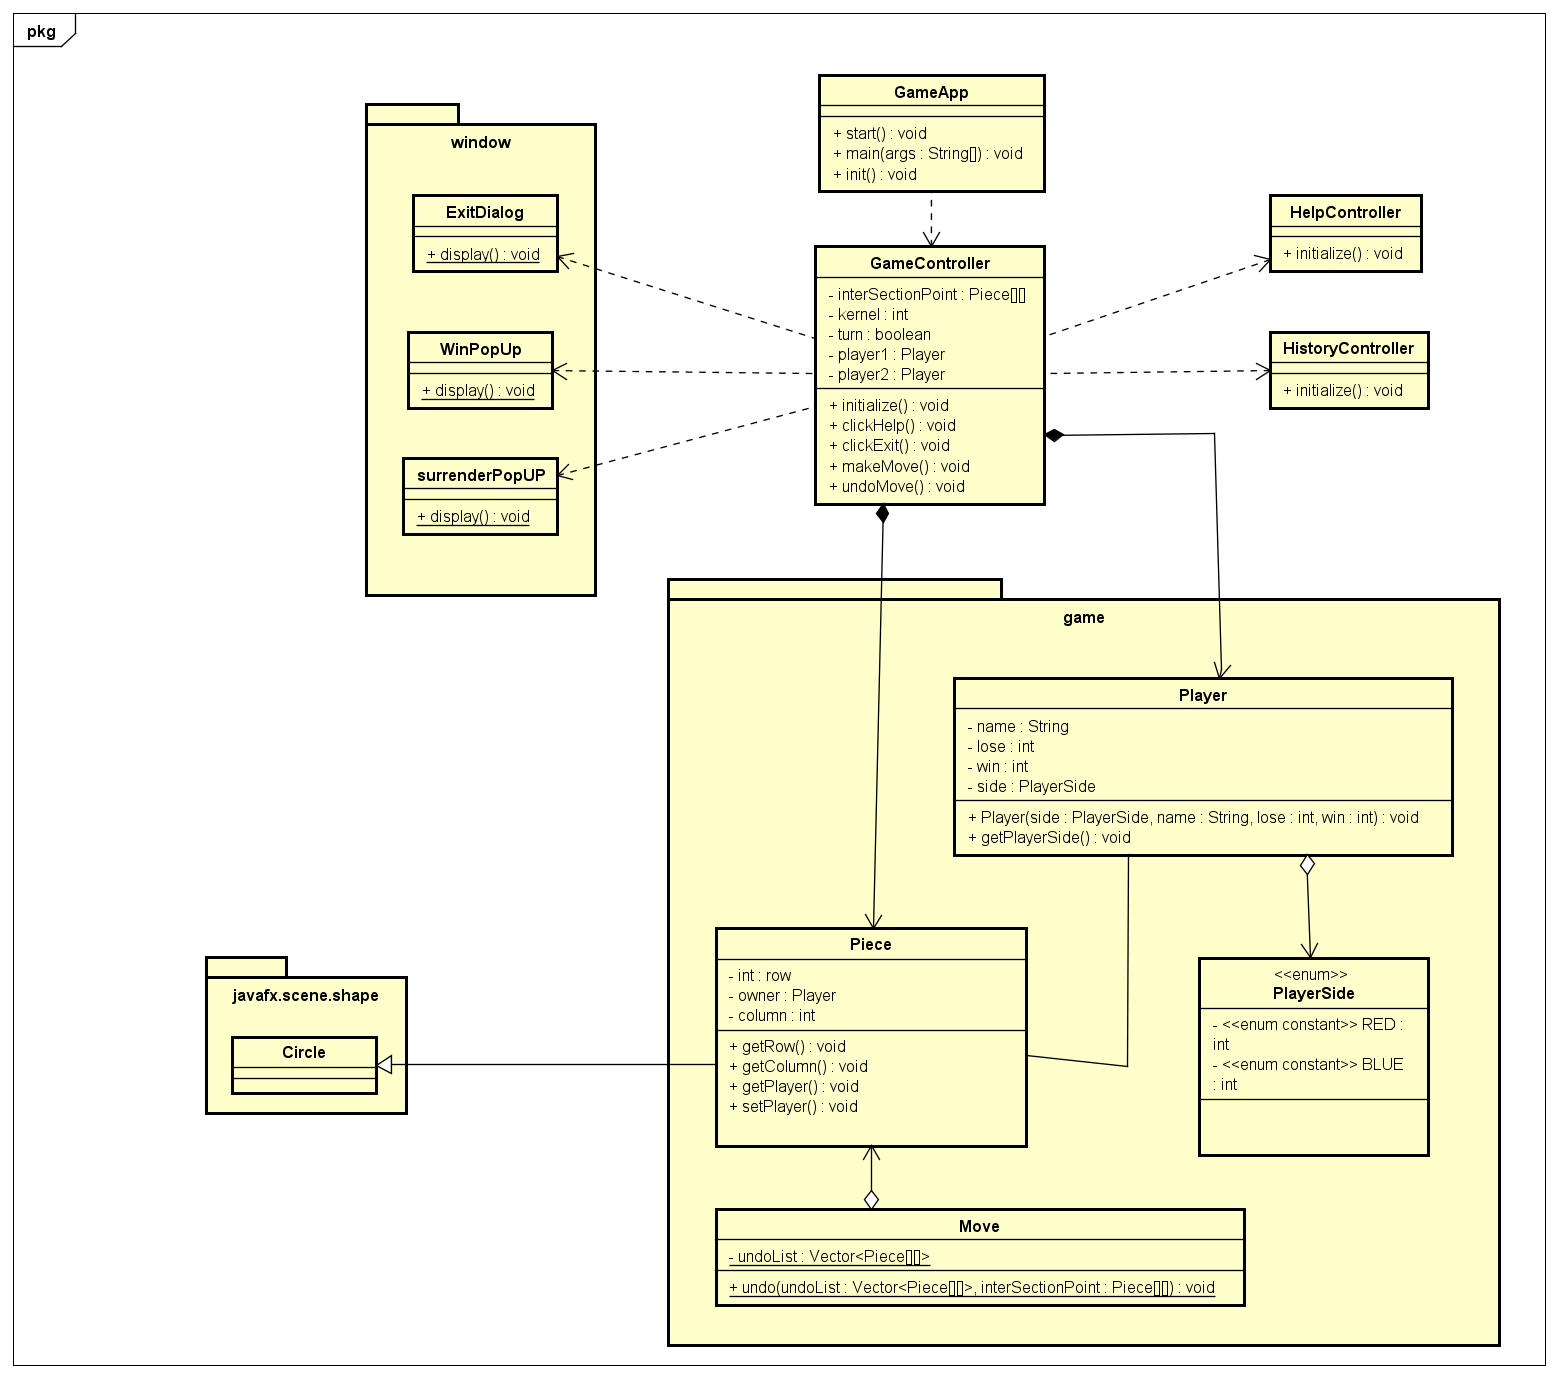 pkg
GameApp
+ start() : void
+ main(args : String[]) : void
+ init() : void
window
ExitDialog
+ display() : void
WinPopUp
+ display() : void
surrenderPopUP
+ display() : void
GameController
- interSectionPoint : Piece[][]
- kernel : int
- turn : boolean
- player1 : Player
- player2 : Player
+ initialize() : void
+ clickHelp() : void
+ clickExit() : void
+ makeMove() : void
+ undoMove() : void
HelpController
+ initialize() : void
HistoryController
+ initialize() : void
game
Player
- name : String
- lose : int
- win : int
- side : PlayerSide
+ Player(side : PlayerSide, name : String, lose : int, win : int) : void
+ getPlayerSide() : void
Piece
- int : row
- owner : Player
- column : int
+ getRow() : void
+ getColumn() : void
+ getPlayer() : void
+ setPlayer() : void
<<enum>>
PlayerSide
- <<enum constant>> RED :
int
- <<enum constant>> BLUE
: int
javafx.scene.shape
Circle
Move
- undoList : Vector<Piece[][]>
+ undo(undoList : Vector<Piece[][]>, interSectionPoint : Piece[][]) : void